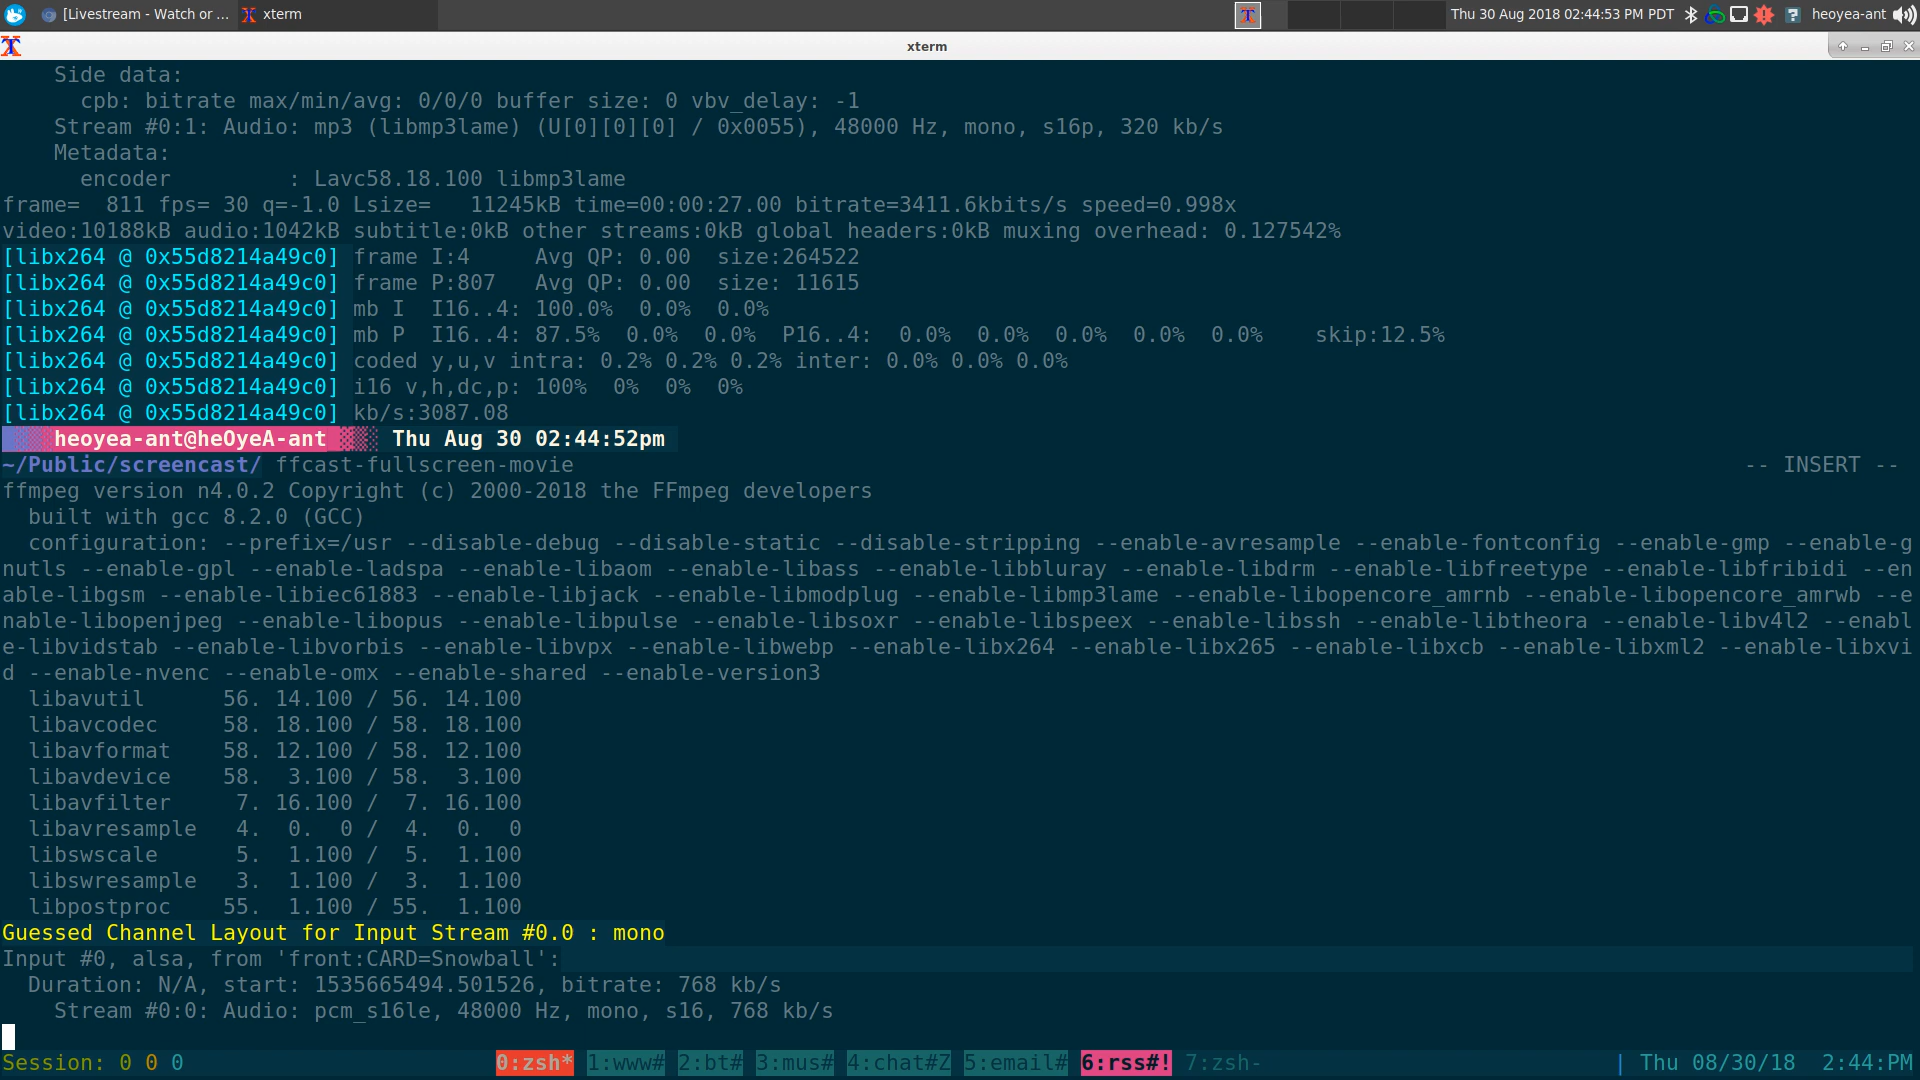 [Livestream - Watch or ... xterm Thu 30 Aug 2018 02:44:53 PM PDT heoyea-ant
xterm
Side data:
cpb: bitrate max/min/avg: 0/0/0 buffer size: 0 vbv_delay: -1
Stream #0:1: Audio: mp3 (libmp3lame) (U[0][0][0] / 0x0055), 48000 Hz, mono, s16p, 320 kb/s
Metadata:
encoder : Lavc58.18.100 libmp3lame
frame= 811 fps= 30 q=-1.0 Lsize= 11245kB time=00:00:27.00 bitrate=3411.6kbits/s speed=0.998x
video:10188kB audio:1042kB subtitle:0kB other streams:0kB global headers:0kB muxing overhead: 0.127542%
[libx264 @ 0x55d8214a49c0] frame I:4 Avg QP: 0.00 size:264522
[libx264 @ 0x55d8214a49c0] frame P:807 Avg QP: 0.00 size: 11615
[libx264 @ 0x55d8214a49c0] mb I I16..4: 100.0% 0.0% 0.0%
[libx264 @ 0x55d8214a49c0] mb P I16..4: 87.5% 0.0% 0.0% P16..4: 0.0% 0.0% 0.0% 0.0% 0.0% skip:12.5%
[libx264 @ 0x55d8214a49c0] coded y,u,v intra: 0.2% 0.2% 0.2% inter: 0.0% 0.0% 0.0%
[libx264 @ 0x55d8214a49c0] i16 v,h,dc,p: 100% 0% 0% 0%
[libx264 @ 0x55d8214a49c0] kb/s:3087.08
heoyea-ant@heOyeA-ant Thu Aug 30 02:44:52pm
~/Public/screencast/ ffcast-fullscreen-movie -- INSERT --
ffmpeg version n4.0.2 Copyright (c) 2000-2018 the FFmpeg developers
built with gcc 8.2.0 (GCC)
configuration: --prefix=/usr --disable-debug --disable-static --disable-stripping --enable-avresample --enable-fontconfig --enable-gmp --enable-g
nutls --enable-gpl --enable-ladspa --enable-libaom --enable-libass --enable-libbluray --enable-libdrm --enable-libfreetype --enable-libfribidi --en
able-libgsm --enable-libiec61883 --enable-libjack --enable-libmodplug --enable-libmp3lame --enable-libopencore_amrnb --enable-libopencore_amrwb --e
nable-libopenjpeg --enable-libopus --enable-libpulse --enable-libsoxr --enable-libspeex --enable-libssh --enable-libtheora --enable-libv4l2 --enabl
e-libvidstab --enable-libvorbis --enable-libvpx --enable-libwebp --enable-libx264 --enable-libx265 --enable-libxcb --enable-libxml2 --enable-libxvi
d --enable-nvenc --enable-omx --enable-shared --enable-version3
libavutil 56. 14.100 / 56. 14.100
libavcodec 58. 18.100 / 58. 18.100
libavformat 58. 12.100 / 58. 12.100
libavdevice 58. 3.100 / 58. 3.100
libavfilter 7. 16.100 / 7. 16.100
libavresample 4. 0. 0 / 4. 0. 0
libswscale 5. 1.100 / 5. 1.100
libswresample 3. 1.100 / 3. 1.100
libpostproc 55. 1.100 / 55. 1.100
Guessed Channel Layout for Input Stream #0.0 : mono
Input #0, alsa, from 'front:CARD=Snowball':
Duration: N/A, start: 1535665494.501526, bitrate: 768 kb/s
Stream #0:0: Audio: pcm_s16le, 48000 Hz, mono, s16, 768 kb/s
Session: 0 0 0 0:zsh* 1:www# 2:bt# 3:mus# 4:chat#Z 5:email# 6:rss#! 7:zsh- | Thu 08/30/18 2:44:PM